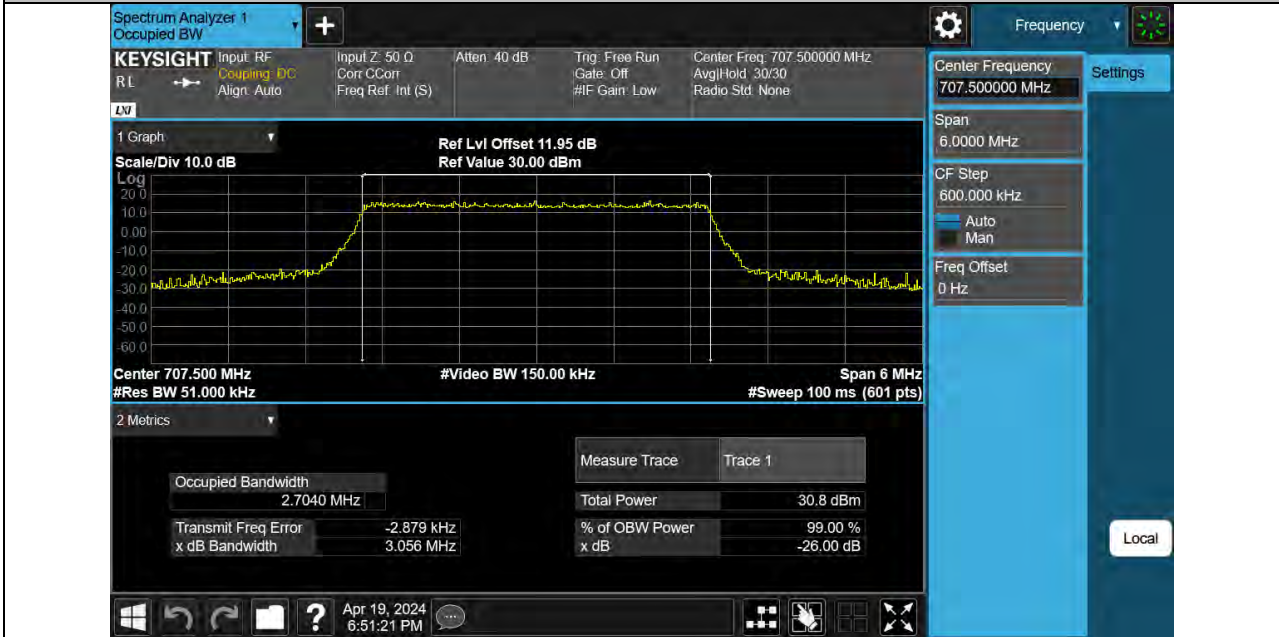 Spectrum Analyzer 1
Occupied BW
+
Frequency
KEYSIGHT
RL
LXI
Input: RF
Coupling: DC
Align: Auto
Input Z: 50 Ω
Corr CCorr
Freq Ref: Int (S)
Atten: 40 dB
Trig: Free Run
Gate: Off
#IF Gain: Low
Center Freq: 707.500000 MHz
Avg|Hold: 30/30
Radio Std: None
Center Frequency
707.500000 MHz
Settings
Span
6.0000 MHz
CF Step
600.000 kHz
Auto
Man
Freq Offset
0 Hz
1 Graph
Scale/Div 10.0 dB
Ref Lvl Offset 11.95 dB
Ref Value 30.00 dBm
Log
20.0
10.0
0.00
-10.0
-20.0
-30.0
-40.0
-50.0
-60.0
Center 707.500 MHz
#Video BW 150.00 kHz
Span 6 MHz
#Res BW 51.000 kHz
#Sweep 100 ms (601 pts)
2 Metrics
Measure Trace Trace 1
Occupied Bandwidth
2.7040 MHz
Total Power 30.8 dBm
Transmit Freq Error -2.879 kHz
% of OBW Power 99.00 %
x dB Bandwidth 3.056 MHz
x dB -26.00 dB
Local
?
Apr 19, 2024
6:51:21 PM